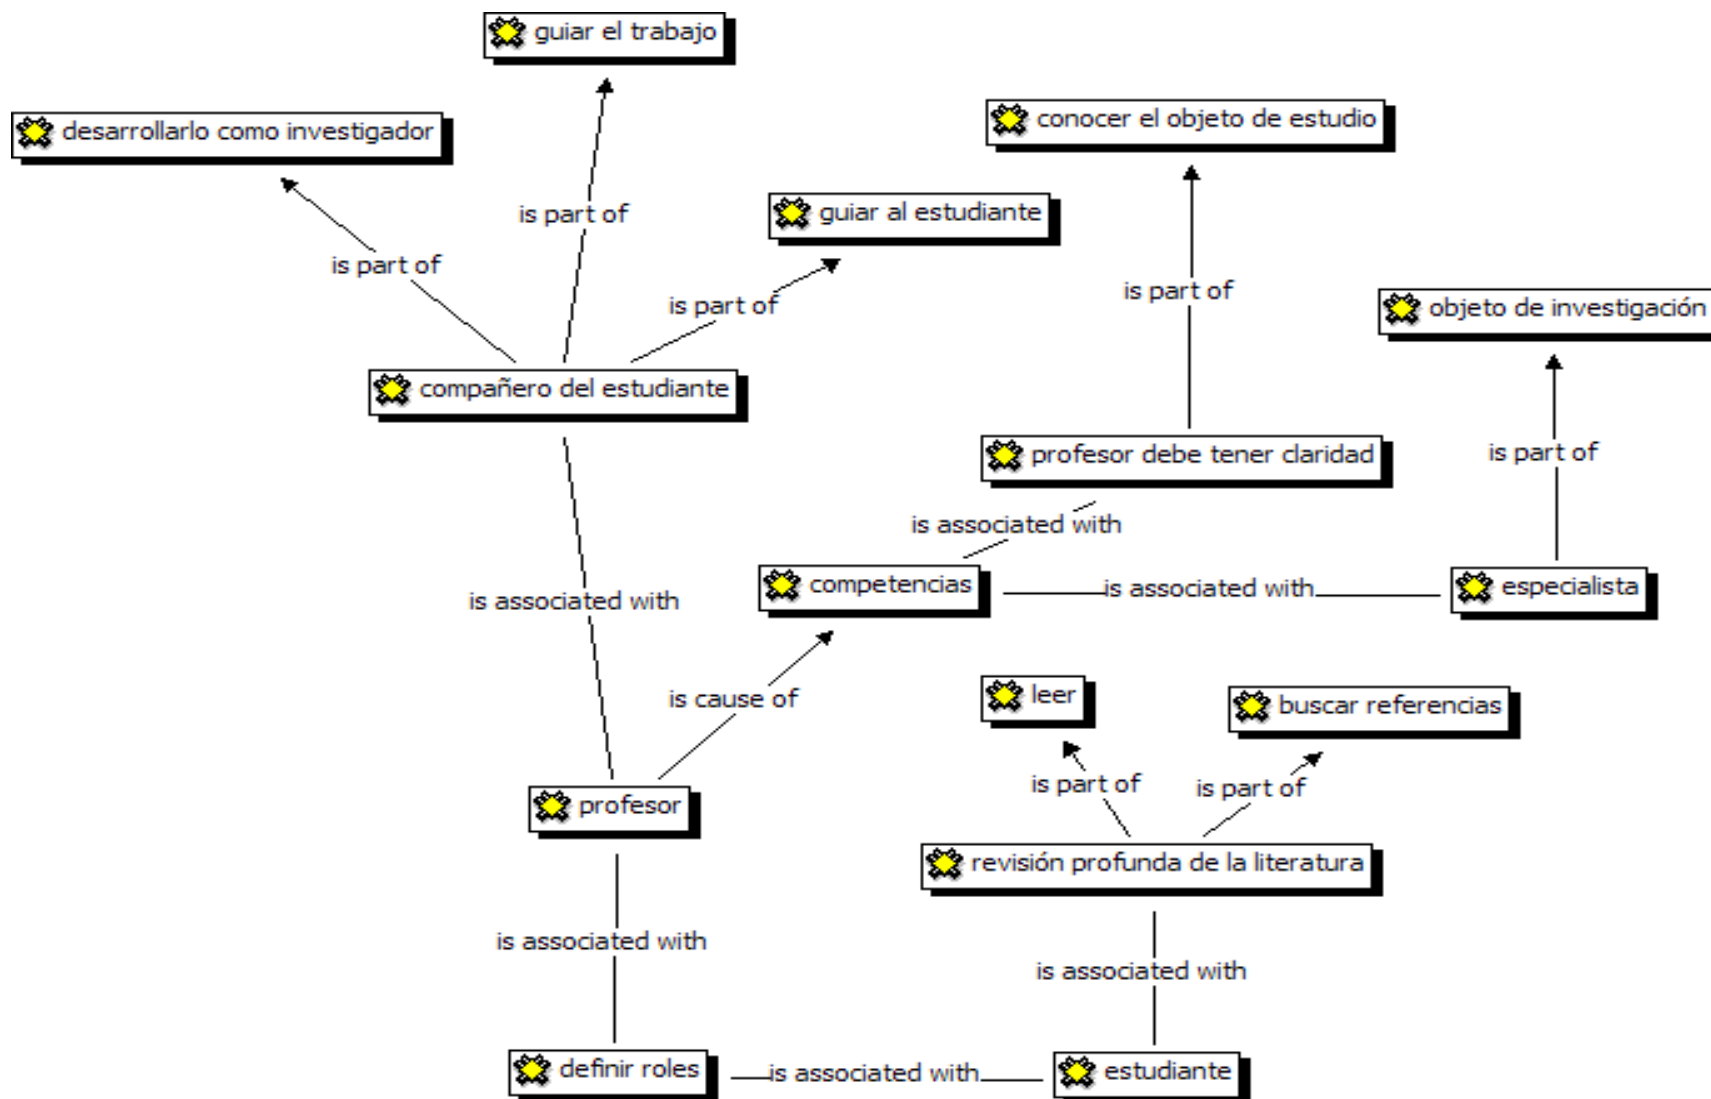 guiar el trabajo
desarrollarlo como investigador
conocer el objeto de estudio
is part of
guiar al estudiante
is part of
is part of
is part of
objeto de investigación
compañero del estudiante
profesor debe tener claridad
is part of
is associated with
competencias
is associated with
especialista
is associated with
is cause of
leer
buscar referencias
is part of
is part of
profesor
revisión profunda de la literatura
is associated with
is associated with
definir roles
is associated with
estudiante